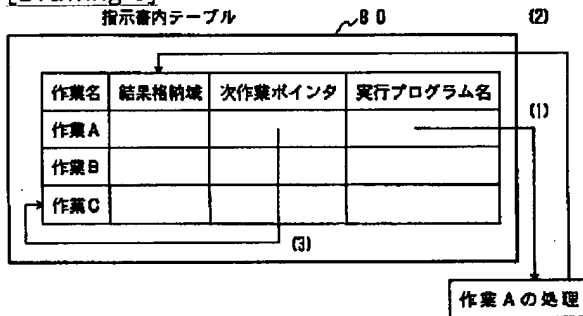 [Drawing 8]
指示書内テーブル
80
(2)
作業名 結果格納域 次作業ポインタ 実行プログラム名
(1)
作業A
作業B
作業C
(3)
作業Aの処理